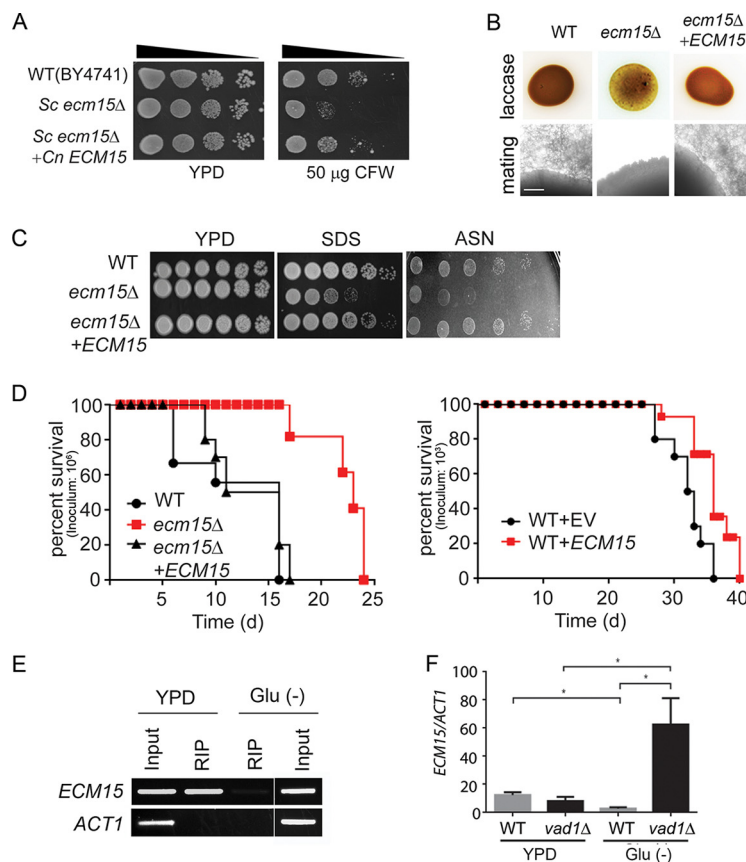 A
WT(BY4741)
Sc ecm15Δ
Sc ecm15Δ
+Cn ECM15
YPD
50 µg CFW
B
WT
ecm15Δ
ecm15Δ
+ECM15
laccase
mating
C
YPD
SDS
ASN
WT
ecm15Δ
ecm15Δ
+ECM15
D
percent survival
(Inoculum: 10⁶)
100
80
60
40
20
0
WT
ecm15Δ
ecm15Δ
+ECM15
5
10
15
20
25
Time (d)
percent survival
(Inoculum: 10³)
100
80
60
40
20
0
WT+EV
WT+ECM15
10
20
30
40
Time (d)
E
YPD
Glu (-)
Input
RIP
RIP
Input
ECM15
ACT1
F
ECM15/ACT1
100
80
60
40
20
0
*
*
*
WT
vad1Δ
WT
vad1Δ
YPD
Glu (-)